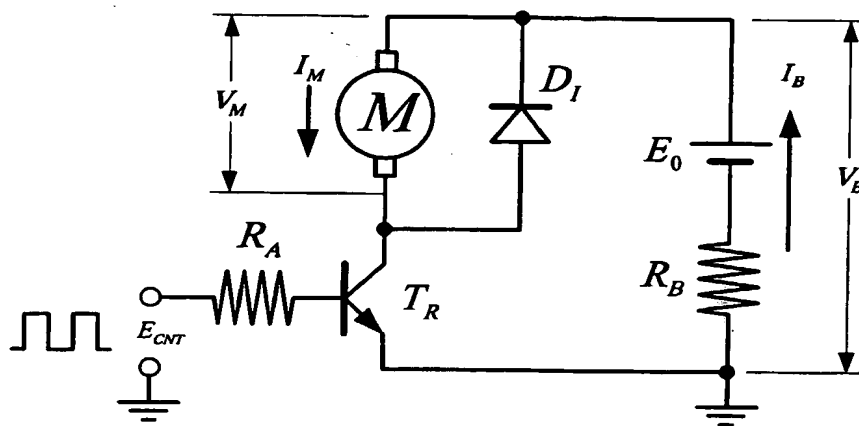 I_M
V_M
M
D_I
I_B
E_0
V_B
R_A
R_B
T_R
E_CNT